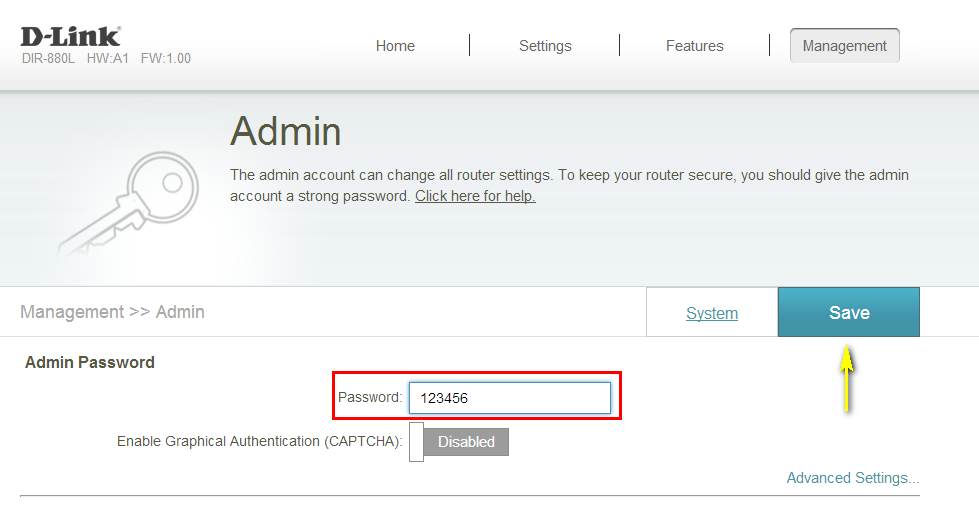 D-Link
DIR-880L HW:A1 FW:1.00
Home Settings Features Management
Admin
The admin account can change all router settings. To keep your router secure, you should give the admin
account a strong password. Click here for help.
Management >> Admin System Save
Admin Password
Password: 123456
Enable Graphical Authentication (CAPTCHA): Disabled
Advanced Settings...